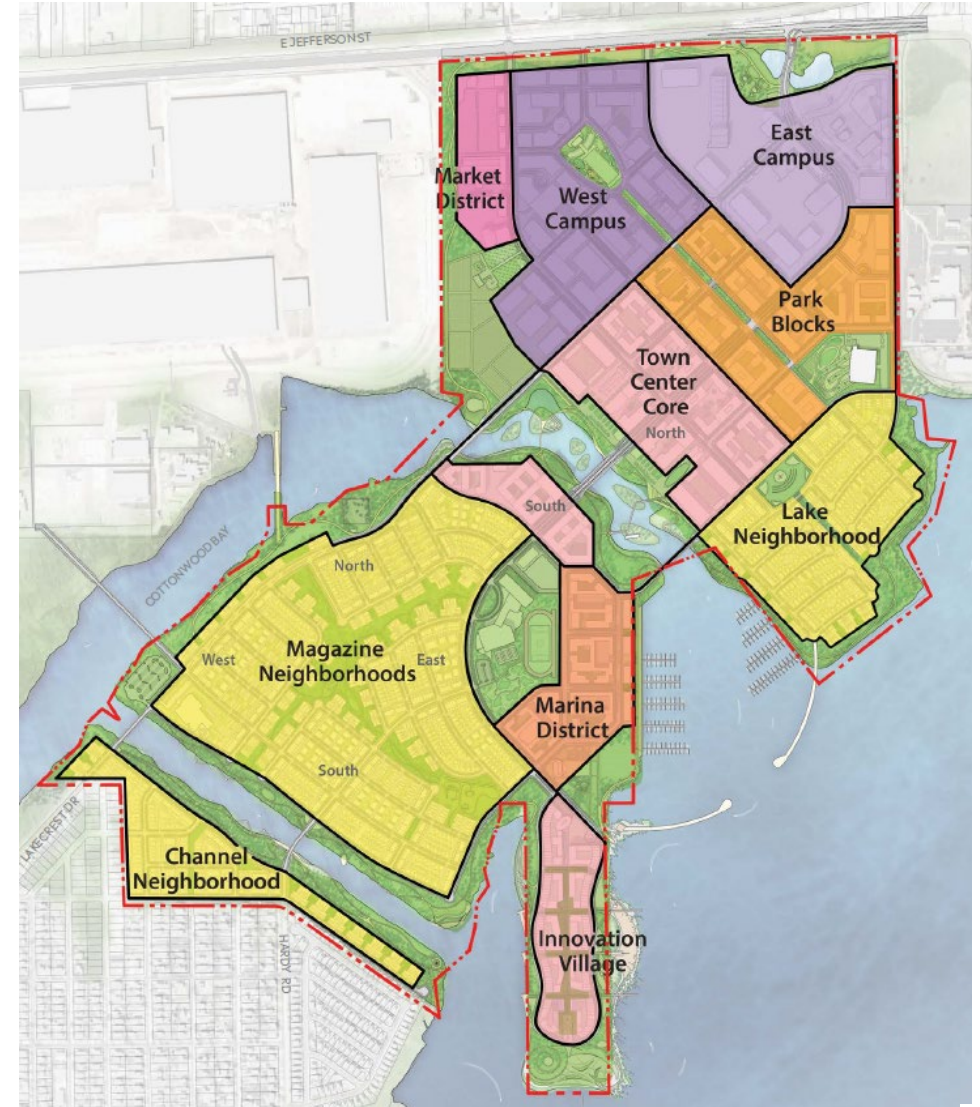 E JEFFERSON ST
East
Campus
Market
District
West
Campus
Park
Blocks
Town
Center
Core
North
South
Lake
Neighborhood
COTTONWOOD BAY
North
West
Magazine
Neighborhoods
East
South
Marina
District
LAKECREST DR
Channel
Neighborhood
HARDY RD
Innovation
Village